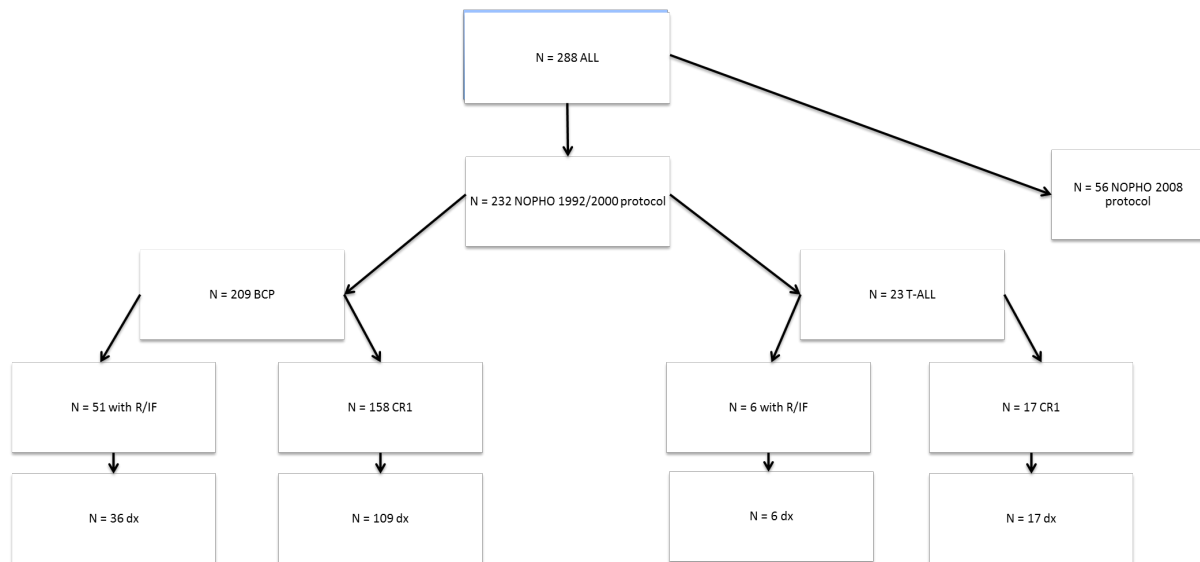 N = 288 ALL
N = 232 NOPHO 1992/2000 protocol
N = 56 NOPHO 2008
protocol
N = 209 BCP
N = 23 T-ALL
N = 51 with R/IF
N = 158 CR1
N = 6 with R/IF
N = 17 CR1
N = 36 dx
N = 109 dx
N = 6 dx
N = 17 dx